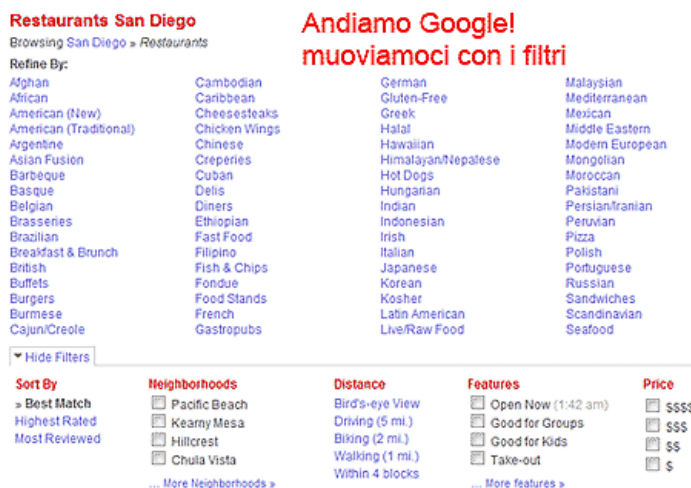 Restaurants San Diego
Andiamo Google!
muoviamoci con i filtri
Browsing San Diego » Restaurants
Refine By:
Afghan
African
American (New)
American (Traditional)
Argentine
Asian Fusion
Barbeque
Basque
Belgian
Brasseries
Brazilian
Breakfast & Brunch
British
Buffets
Burgers
Burmese
Cajun/Creole
Cambodian
Caribbean
Cheesesteaks
Chicken Wings
Chinese
Creperies
Cuban
Delis
Diners
Ethiopian
Fast Food
Filipino
Fish & Chips
Fondue
Food Stands
French
Gastropubs
German
Gluten-Free
Greek
Halal
Hawaiian
Himalayan/Nepalese
Hot Dogs
Hungarian
Indian
Indonesian
Irish
Italian
Japanese
Korean
Kosher
Latin American
Live/Raw Food
Malaysian
Mediterranean
Mexican
Middle Eastern
Modern European
Mongolian
Moroccan
Pakistani
Persian/Iranian
Peruvian
Pizza
Polish
Portuguese
Russian
Sandwiches
Scandinavian
Seafood
Hide Filters
Sort By
» Best Match
Highest Rated
Most Reviewed
Neighborhoods
Pacific Beach
Kearny Mesa
Hillcrest
Chula Vista
... More Neighborhoods »
Distance
Bird's-eye View
Driving (5 mi.)
Biking (2 mi.)
Walking (1 mi.)
Within 4 blocks
Features
Open Now (1:42 am)
Good for Groups
Good for Kids
Take-out
... More features »
Price
$$$$
$$$
$$
$